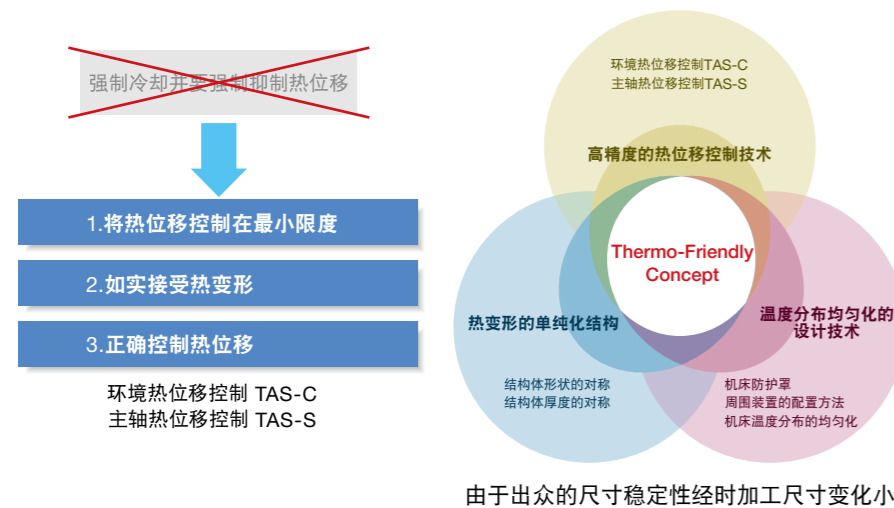 强制冷却并要强制抑制热位移
1.将热位移控制在最小限度
2.如实接受热变形
3.正确控制热位移
环境热位移控制 TAS-C
主轴热位移控制 TAS-S
环境热位移控制TAS-C
主轴热位移控制TAS-S
高精度的热位移控制技术
Thermo-Friendly
Concept
热变形的单纯化结构
结构体形状的对称
结构体厚度的对称
温度分布均匀化的
设计技术
机床防护罩
周围装置的配置方法
机床温度分布的均匀化
由于出众的尺寸稳定性经时加工尺寸变化小